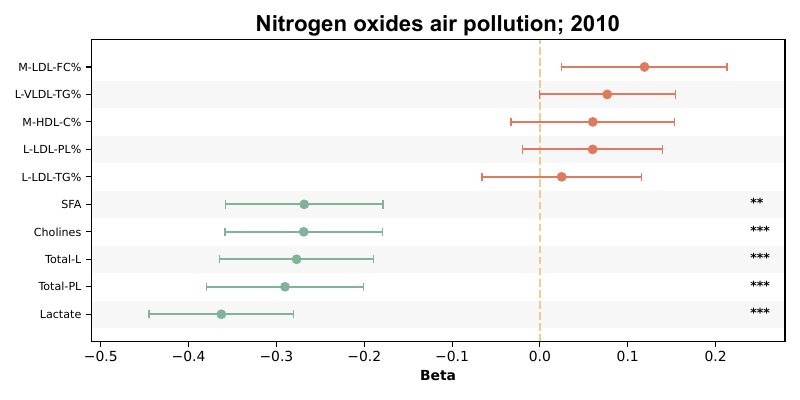 Nitrogen oxides air pollution; 2010
M-LDL-FC%
L-VLDL-TG%
M-HDL-C%
L-LDL-PL%
L-LDL-TG%
SFA **
Cholines ***
Total-L ***
Total-PL ***
Lactate ***
−0.5 −0.4 −0.3 −0.2 −0.1 0.0 0.1 0.2
Beta